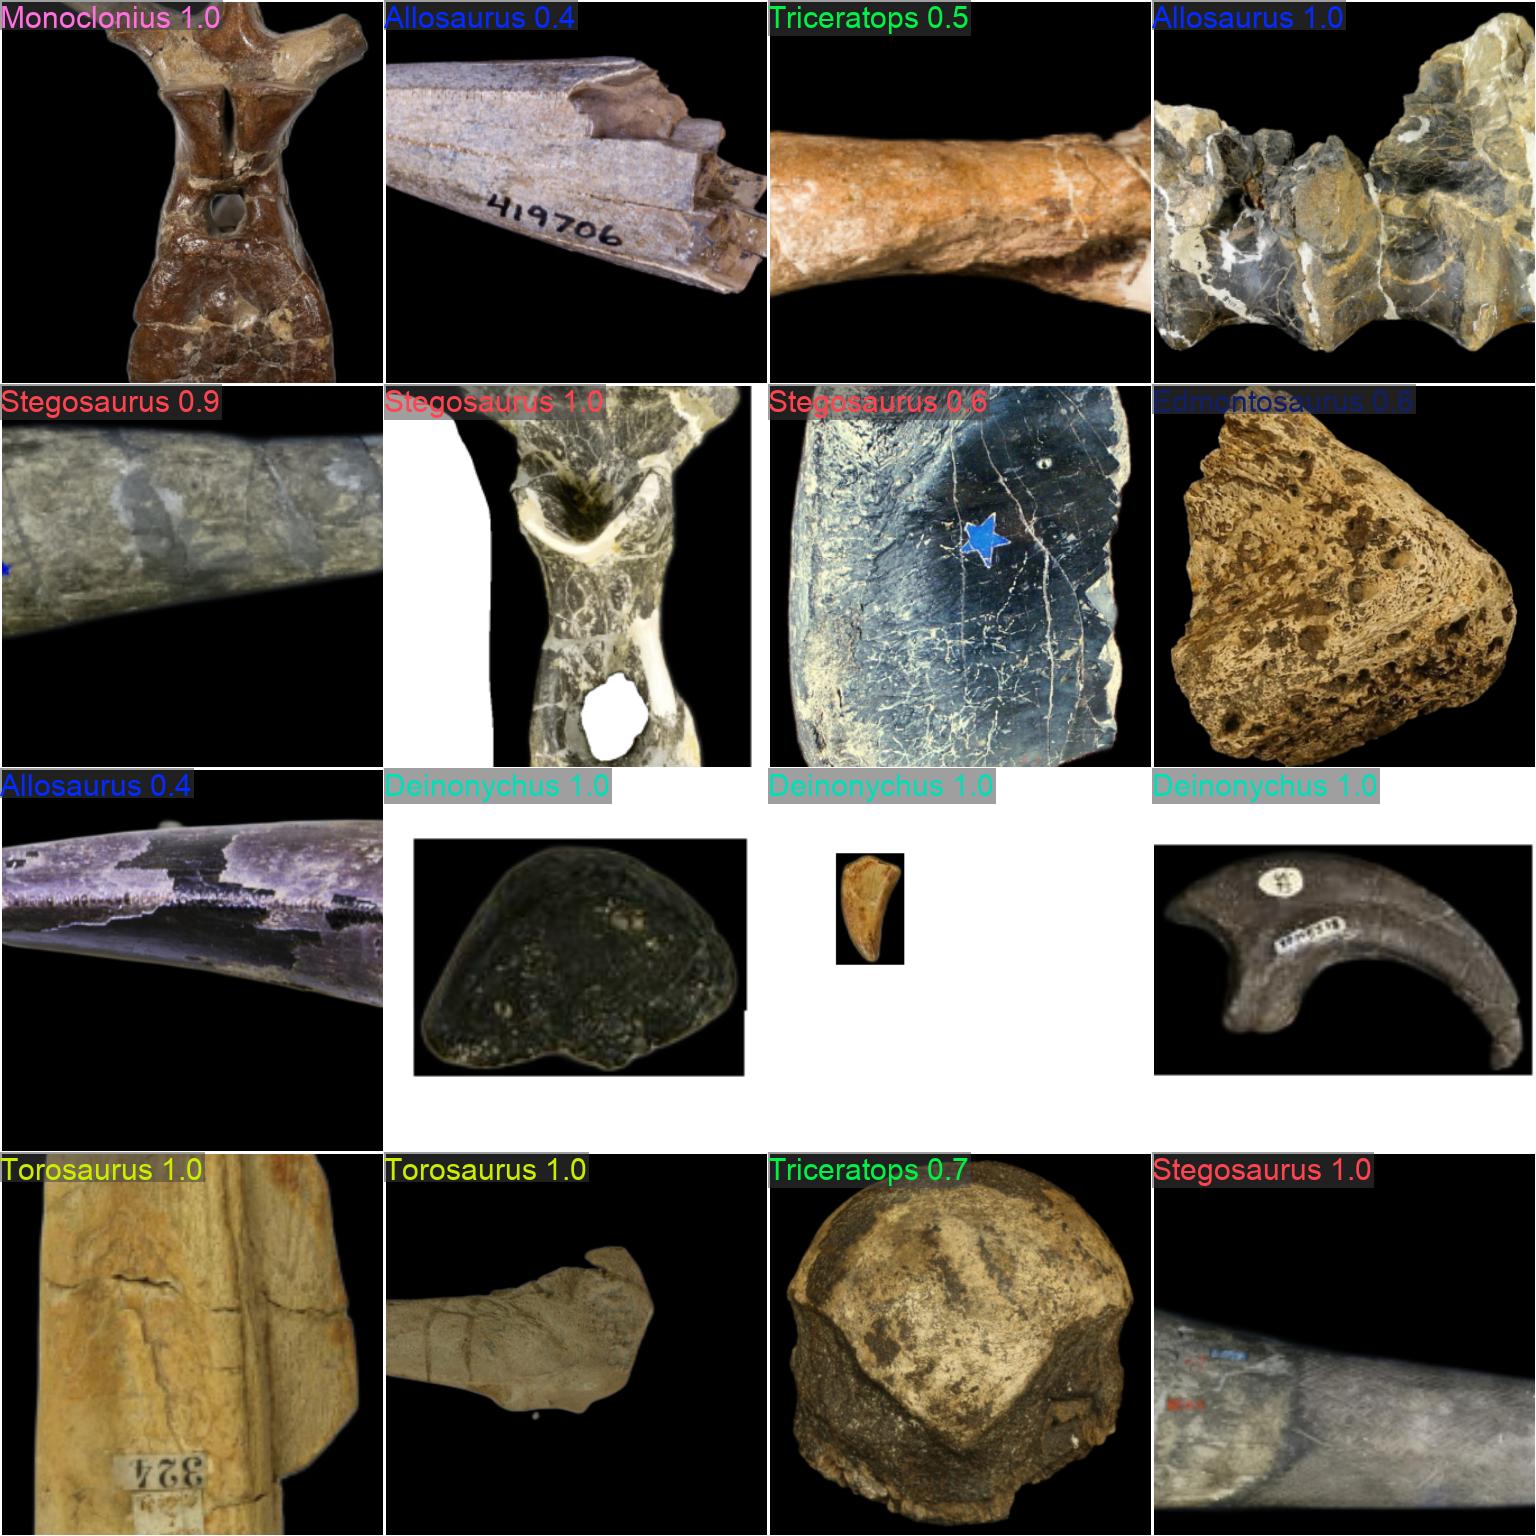 Monoclonius 1.0
Allosaurus 0.4
Triceratops 0.5
Allosaurus 1.0
419706
Stegosaurus 0.9
Stegosaurus 1.0
Stegosaurus 0.6
Edmontosaurus 0.8
Allosaurus 0.4
Deinonychus 1.0
Deinonychus 1.0
Deinonychus 1.0
Torosaurus 1.0
Torosaurus 1.0
Triceratops 0.7
Stegosaurus 1.0
324